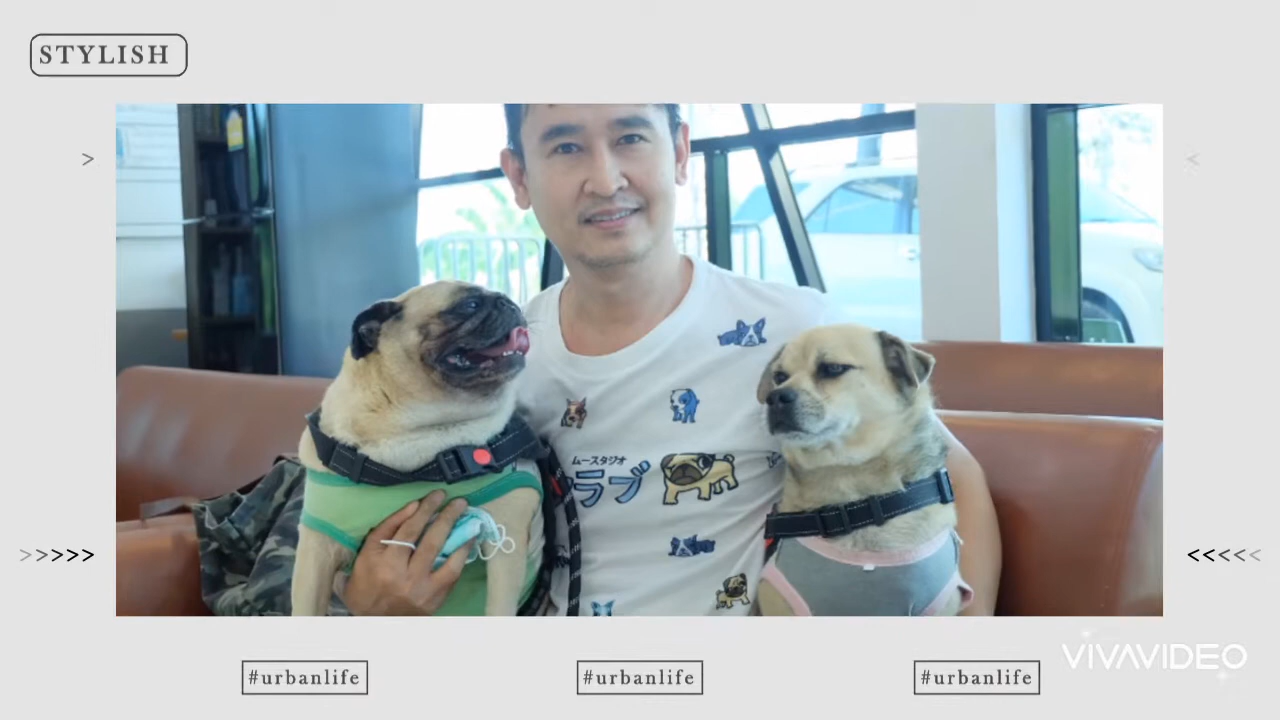 STYLISH
>
<
ムースタジオ
ラブ
>>>>>
<<<<<
#urbanlife
#urbanlife
#urbanlife
VIVAVIDEO